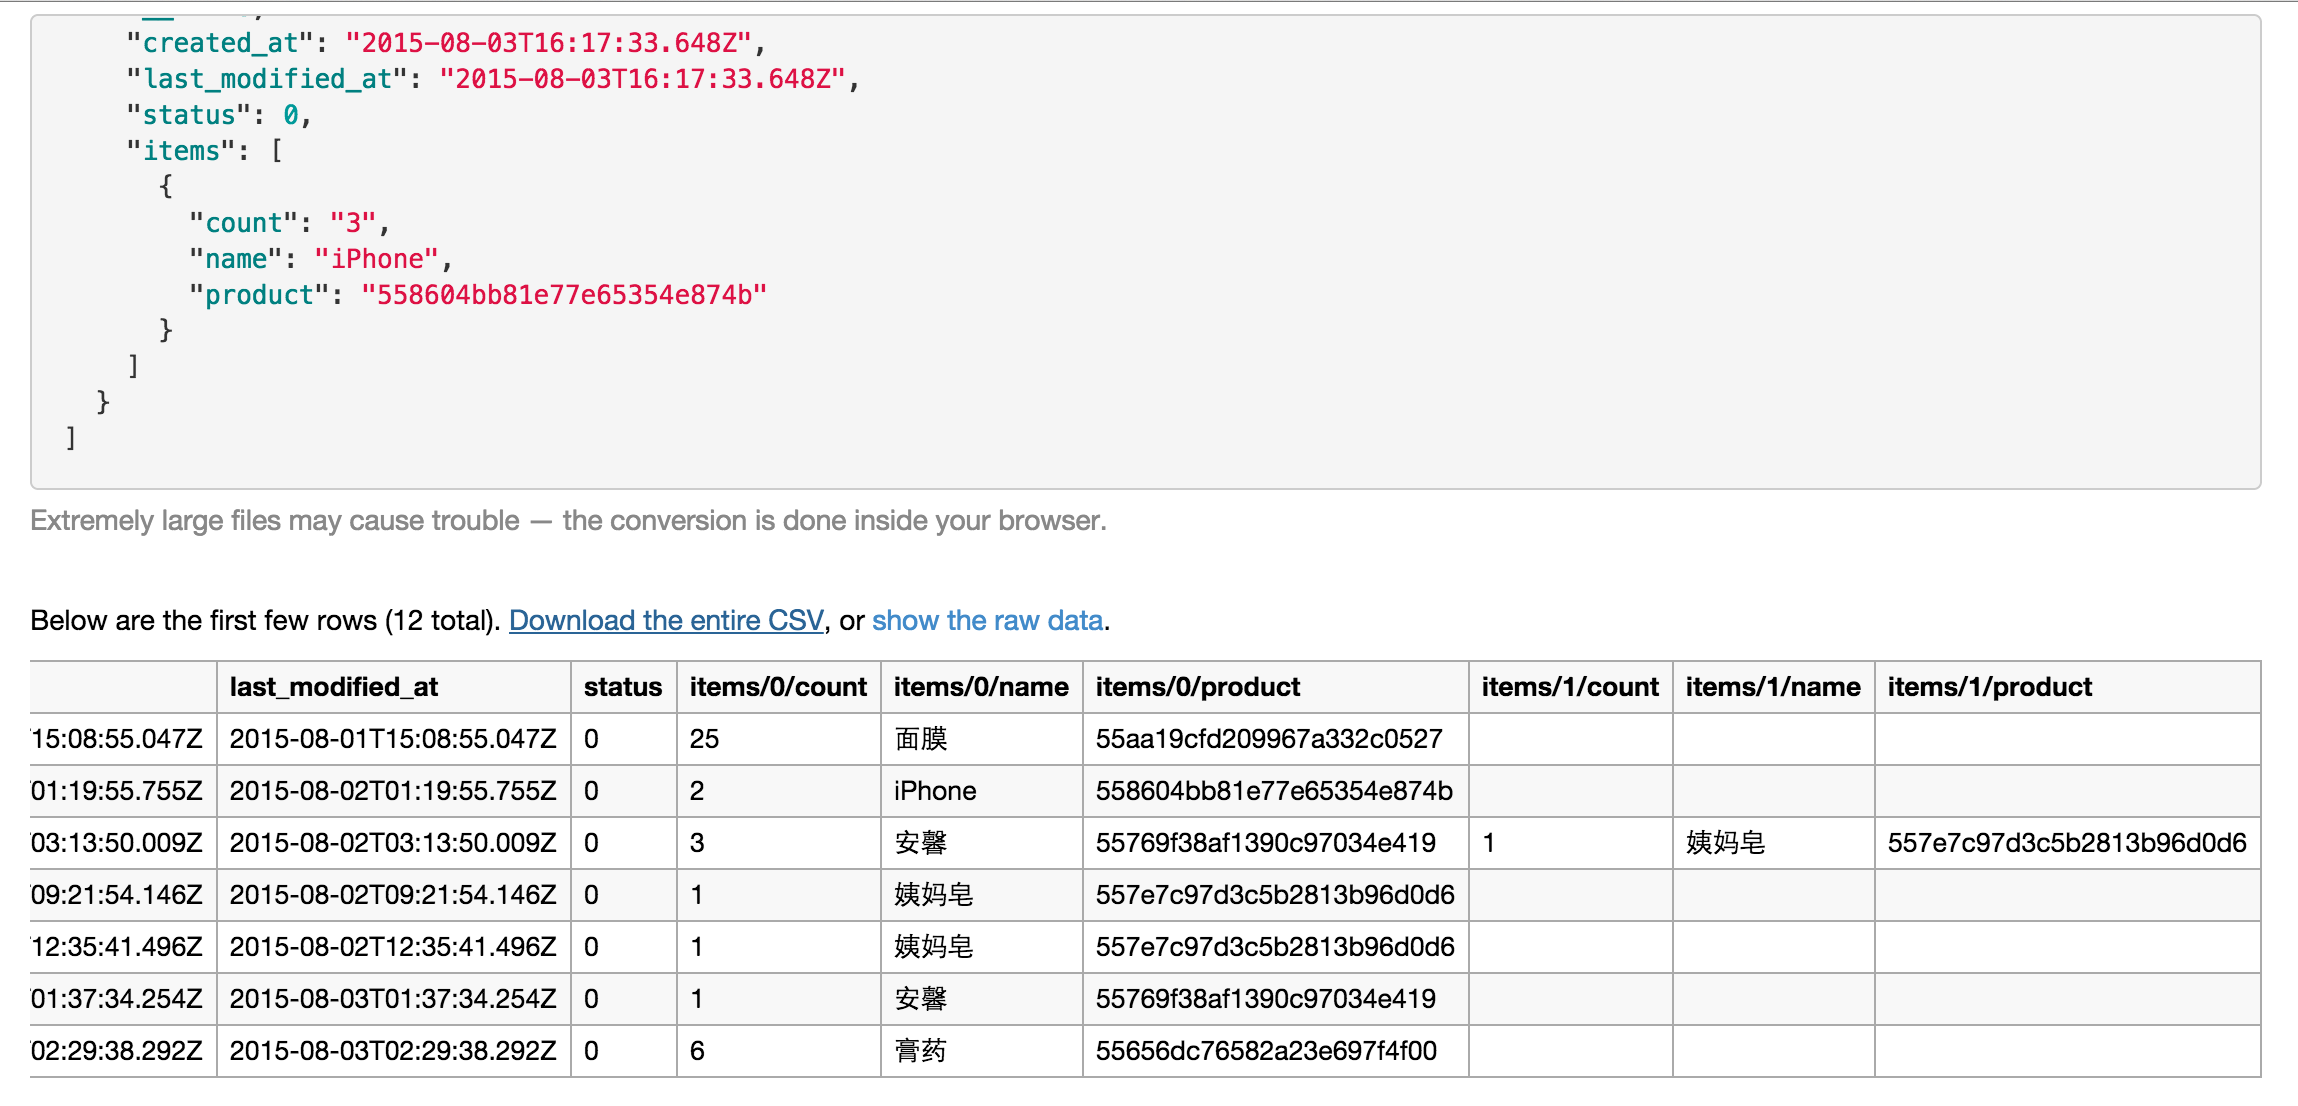 "created_at": "2015-08-03T16:17:33.648Z",
"last_modified_at": "2015-08-03T16:17:33.648Z",
"status": 0,
"items": [
{
"count": "3",
"name": "iPhone",
"product": "558604bb81e77e65354e874b"
}
]
}
]
Extremely large files may cause trouble — the conversion is done inside your browser.
Below are the first few rows (12 total). Download the entire CSV, or show the raw data.
last_modified_at status items/0/count items/0/name items/0/product items/1/count items/1/name items/1/product
15:08:55.047Z 2015-08-01T15:08:55.047Z 0 25 面膜 55aa19cfd209967a332c0527
01:19:55.755Z 2015-08-02T01:19:55.755Z 0 2 iPhone 558604bb81e77e65354e874b
03:13:50.009Z 2015-08-02T03:13:50.009Z 0 3 安馨 55769f38af1390c97034e419 1 姨妈皂 557e7c97d3c5b2813b96d0d6
09:21:54.146Z 2015-08-02T09:21:54.146Z 0 1 姨妈皂 557e7c97d3c5b2813b96d0d6
12:35:41.496Z 2015-08-02T12:35:41.496Z 0 1 姨妈皂 557e7c97d3c5b2813b96d0d6
01:37:34.254Z 2015-08-03T01:37:34.254Z 0 1 安馨 55769f38af1390c97034e419
02:29:38.292Z 2015-08-03T02:29:38.292Z 0 6 膏药 55656dc76582a23e697f4f00